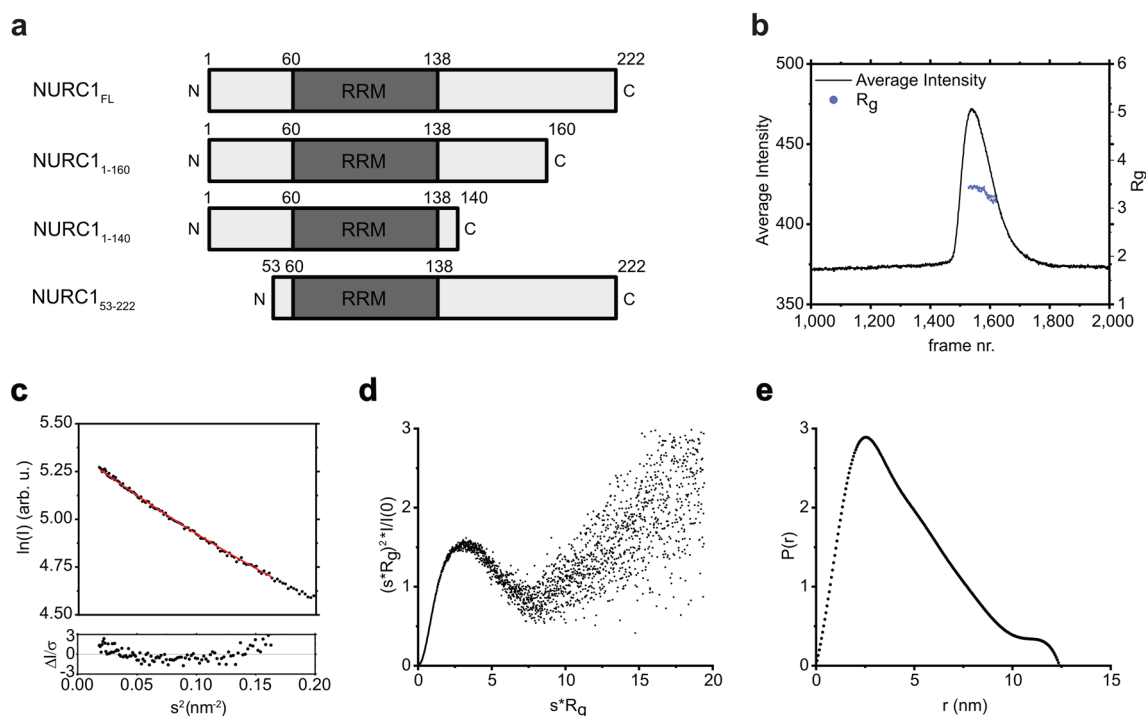 a
1 60 138 222
NURC1FL N RRM C
1 60 138 160
NURC11-160 N RRM C
1 60 138 140
NURC11-140 N RRM C
53 60 138 222
NURC153-222 N RRM C
b
Average Intensity
Rg
500
450
400
350
6
5
4
3
2
1
1,000 1,200 1,400 1,600 1,800 2,000
frame nr.
Average Intensity
Rg
c
5.50
5.25
5.00
4.75
4.50
ln(I) (arb. u.)
3
0
-3
ΔI/σ
0.00 0.05 0.10 0.15 0.20
s²(nm⁻²)
d
3
2
1
0
(s*Rg)²*I/I(0)
0 5 10 15 20
s*Rg
e
3
2
1
0
P(r)
0 5 10 15
r (nm)